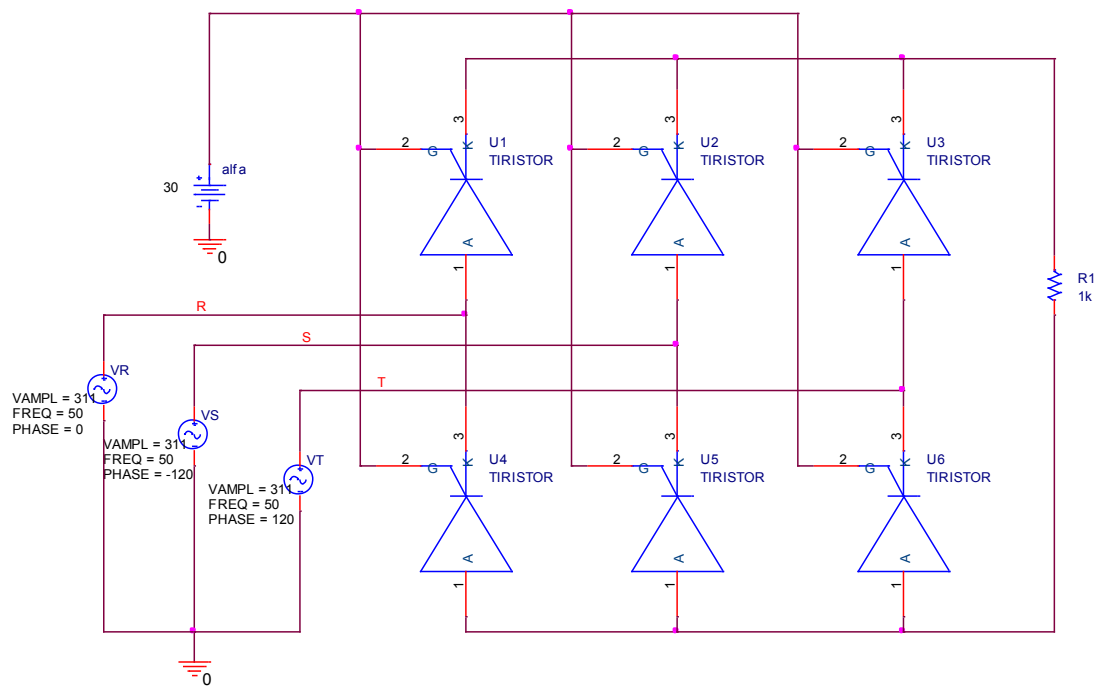 alfa
30
0
3
2
G
K
U1
TIRISTOR
A
1
3
2
G
K
U2
TIRISTOR
A
1
3
2
G
K
U3
TIRISTOR
A
1
R1
1k
R
S
T
VR
VAMPL = 311
FREQ = 50
PHASE = 0
VS
VAMPL = 311
FREQ = 50
PHASE = -120
VT
VAMPL = 311
FREQ = 50
PHASE = 120
3
2
G
K
U4
TIRISTOR
A
1
3
2
G
K
U5
TIRISTOR
A
1
3
2
G
K
U6
TIRISTOR
A
1
0